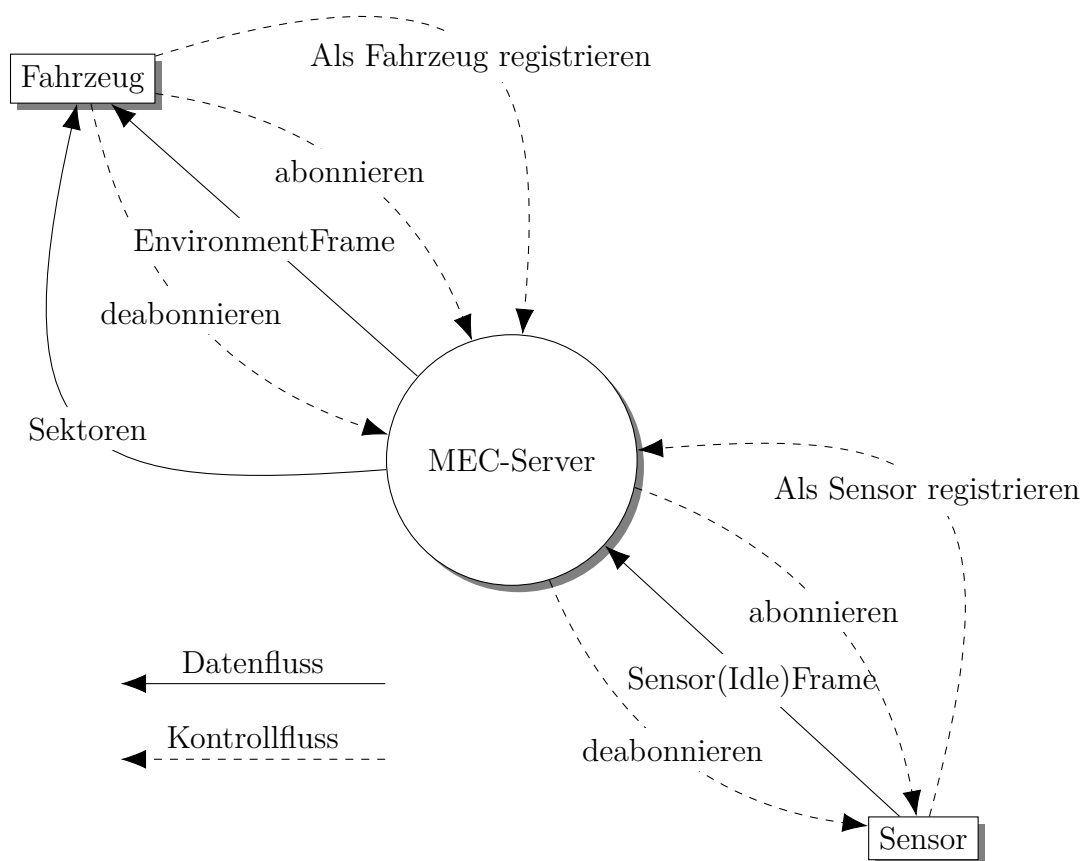 Als Fahrzeug registrieren
Fahrzeug
abonnieren
EnvironmentFrame
deabonnieren
Sektoren
MEC-Server
Als Sensor registrieren
abonnieren
Sensor(Idle)Frame
deabonnieren
Datenfluss
Kontrollfluss
Sensor